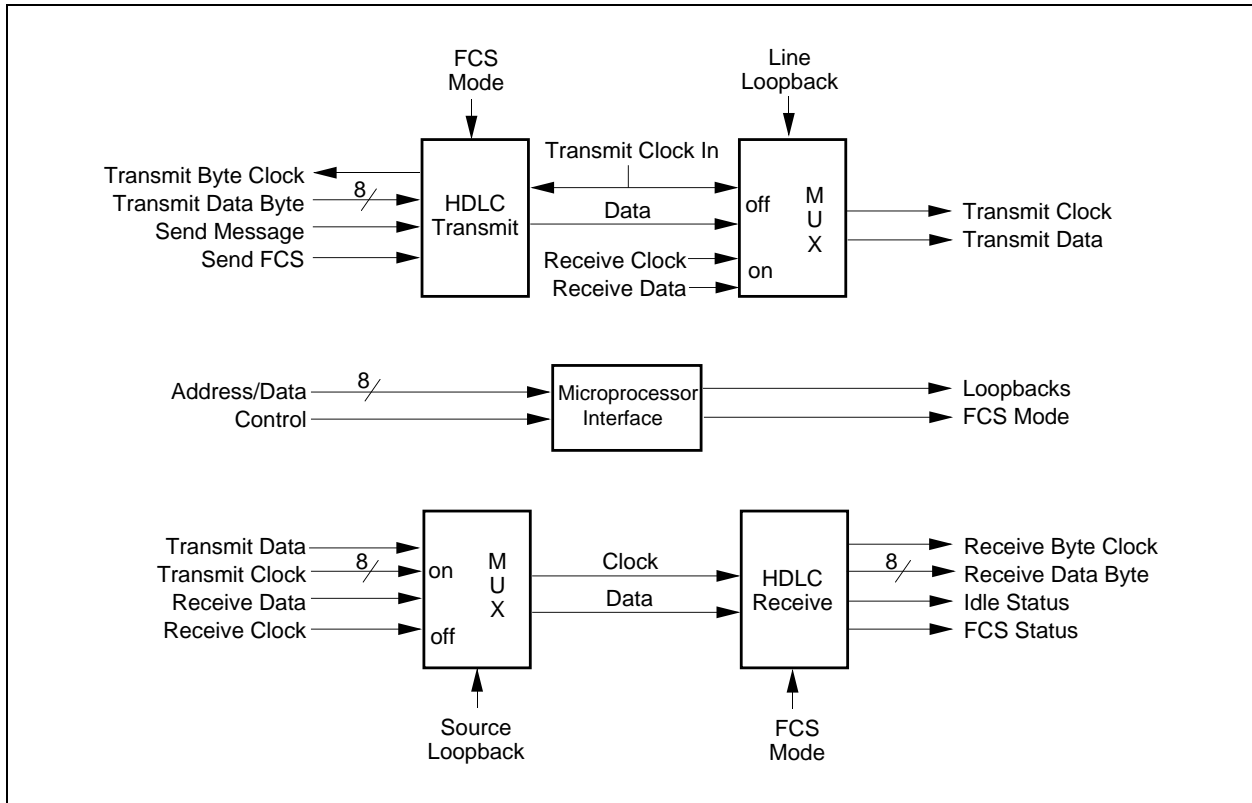 FCS
Mode
Line
Loopback
Transmit Clock In
Transmit Byte Clock
8
Transmit Data Byte
Send Message
Send FCS
HDLC
Transmit
Data
Receive Clock
Receive Data
off
on
M
U
X
Transmit Clock
Transmit Data
Address/Data
8
Control
Microprocessor
Interface
Loopbacks
FCS Mode
Transmit Data
Transmit Clock
8
Receive Data
Receive Clock
on
off
M
U
X
Clock
Data
HDLC
Receive
Receive Byte Clock
8
Receive Data Byte
Idle Status
FCS Status
Source
Loopback
FCS
Mode